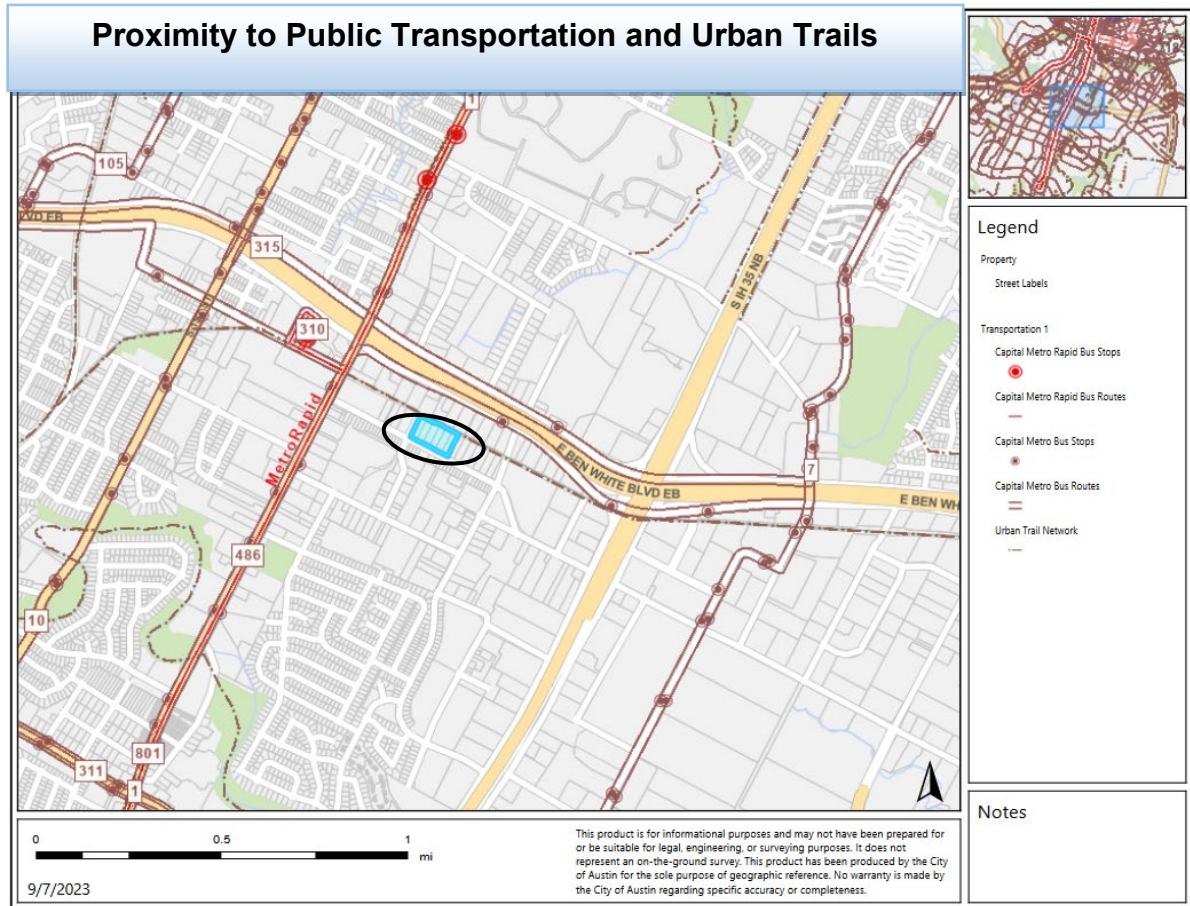 Proximity to Public Transportation and Urban Trails
1
105
VD EB
315
S IH 35 NB
310
MetroRapid
E BEN WHITE BLVD EB
7
E BEN WH
486
10
801
311
1
Legend
Property
Street Labels
Transportation 1
Capital Metro Rapid Bus Stops
Capital Metro Rapid Bus Routes
Capital Metro Bus Stops
Capital Metro Bus Routes
Urban Trail Network
Notes
0 0.5 1
mi
9/7/2023
This product is for informational purposes and may not have been prepared for
or be suitable for legal, engineering, or surveying purposes. It does not
represent an on-the-ground survey. This product has been produced by the City
of Austin for the sole purpose of geographic reference. No warranty is made by
the City of Austin regarding specific accuracy or completeness.